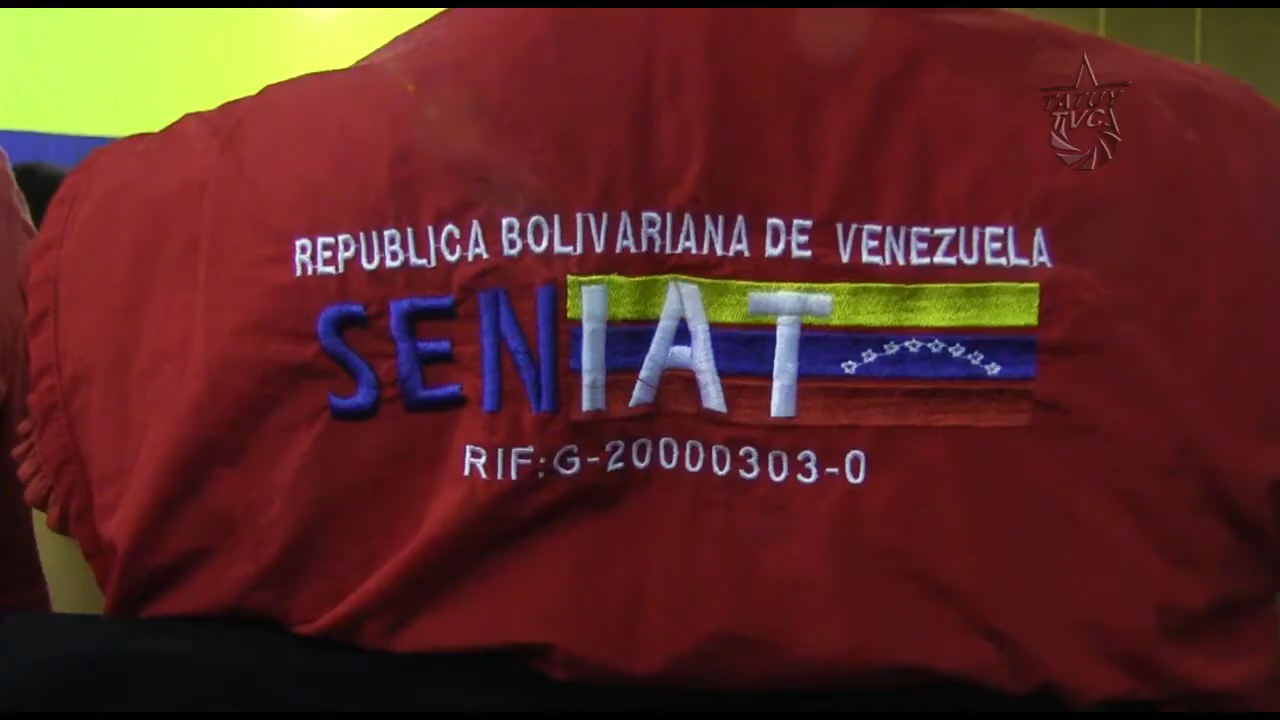 TATUY
TVC
REPUBLICA BOLIVARIANA DE VENEZUELA
SENIAT
RIF:G-20000303-0